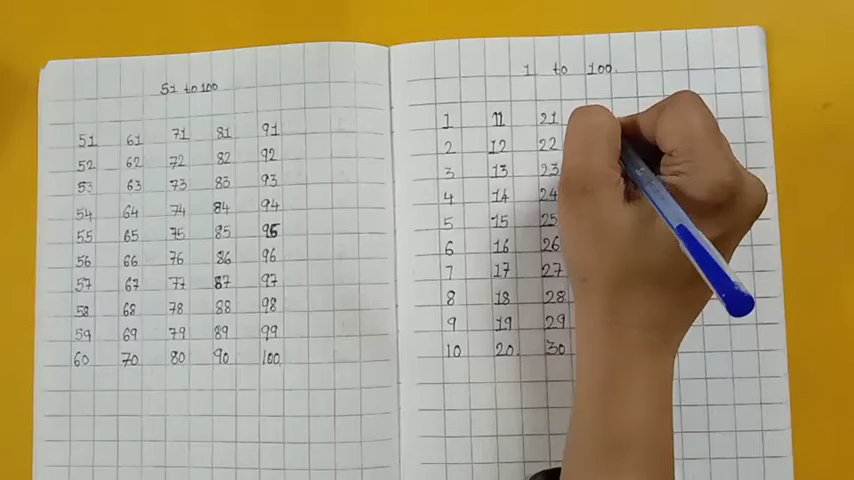 51 to 100
51 61 71 81 91
52 62 72 82 92
53 63 73 83 93
54 64 74 84 94
55 65 75 85 95
56 66 76 86 96
57 67 77 87 97
58 68 78 88 98
59 69 79 89 99
60 70 80 90 100
1 to 100.
1 11 21
2 12 22
3 13 23
4 14 24
5 15 25
6 16 26
7 17 27
8 18 28
9 19 29
10 20 30